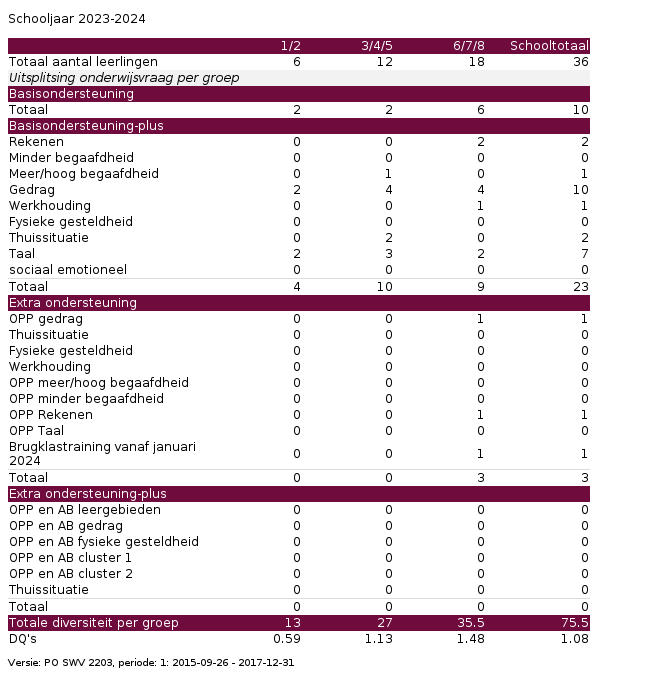 Schooljaar 2023-2024
1/2 3/4/5 6/7/8 Schooltotaal
Totaal aantal leerlingen 6 12 18 36
Uitsplitsing onderwijsvraag per groep
Basisondersteuning
Totaal 2 2 6 10
Basisondersteuning-plus
Rekenen 0 0 2 2
Minder begaafdheid 0 0 0 0
Meer/hoog begaafdheid 0 1 0 1
Gedrag 2 4 4 10
Werkhouding 0 0 1 1
Fysieke gesteldheid 0 0 0 0
Thuissituatie 0 2 0 2
Taal 2 3 2 7
sociaal emotioneel 0 0 0 0
Totaal 4 10 9 23
Extra ondersteuning
OPP gedrag 0 0 1 1
Thuissituatie 0 0 0 0
Fysieke gesteldheid 0 0 0 0
Werkhouding 0 0 0 0
OPP meer/hoog begaafdheid 0 0 0 0
OPP minder begaafdheid 0 0 0 0
OPP Rekenen 0 0 1 1
OPP Taal 0 0 0 0
Brugklastraining vanaf januari
2024 0 0 1 1
Totaal 0 0 3 3
Extra ondersteuning-plus
OPP en AB leergebieden 0 0 0 0
OPP en AB gedrag 0 0 0 0
OPP en AB fysieke gesteldheid 0 0 0 0
OPP en AB cluster 1 0 0 0 0
OPP en AB cluster 2 0 0 0 0
Thuissituatie 0 0 0 0
Totaal 0 0 0 0
Totale diversiteit per groep 13 27 35.5 75.5
DQ's 0.59 1.13 1.48 1.08
Versie: PO SWV 2203, periode: 1: 2015-09-26 - 2017-12-31